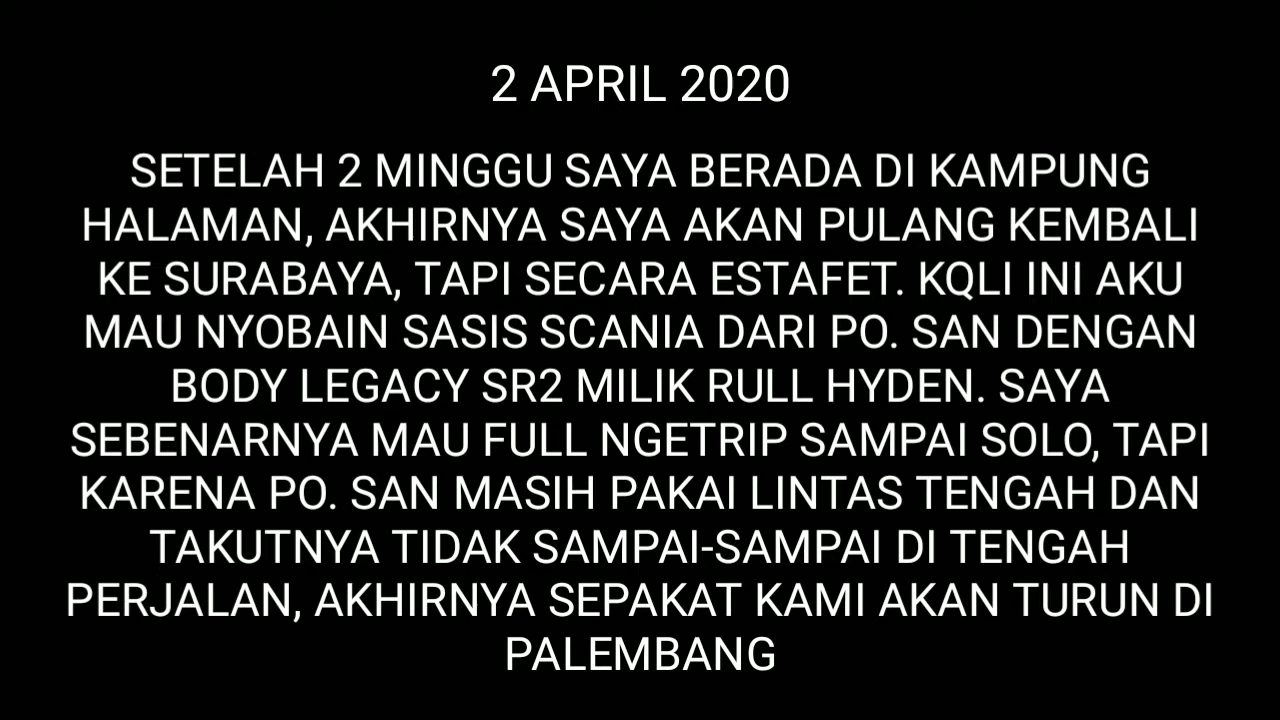 2 APRIL 2020
SETELAH 2 MINGGU SAYA BERADA DI KAMPUNG
HALAMAN, AKHIRNYA SAYA AKAN PULANG KEMBALI
KE SURABAYA, TAPI SECARA ESTAFET. KQLI INI AKU
MAU NYOBAIN SASIS SCANIA DARI PO. SAN DENGAN
BODY LEGACY SR2 MILIK RULL HYDEN. SAYA
SEBENARNYA MAU FULL NGETRIP SAMPAI SOLO, TAPI
KARENA PO. SAN MASIH PAKAI LINTAS TENGAH DAN
TAKUTNYA TIDAK SAMPAI-SAMPAI DI TENGAH
PERJALAN, AKHIRNYA SEPAKAT KAMI AKAN TURUN DI
PALEMBANG